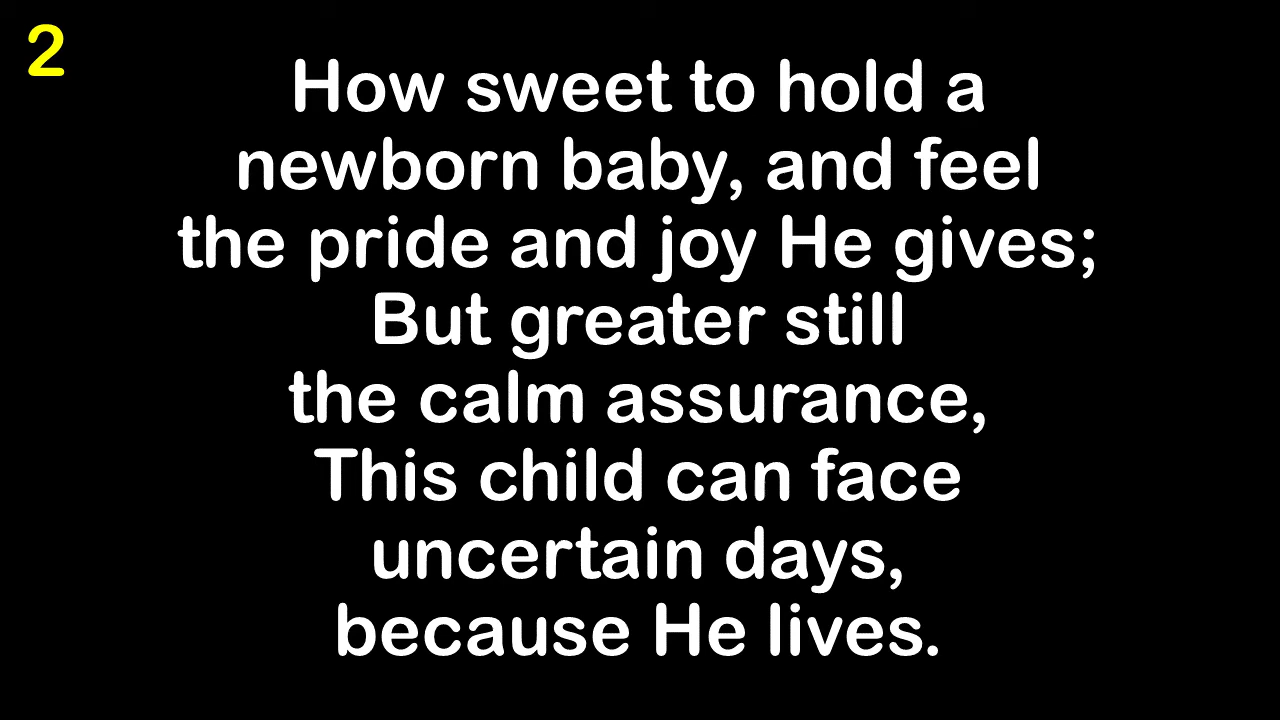 2
How sweet to hold a
newborn baby, and feel
the pride and joy He gives;
But greater still
the calm assurance,
This child can face
uncertain days,
because He lives.